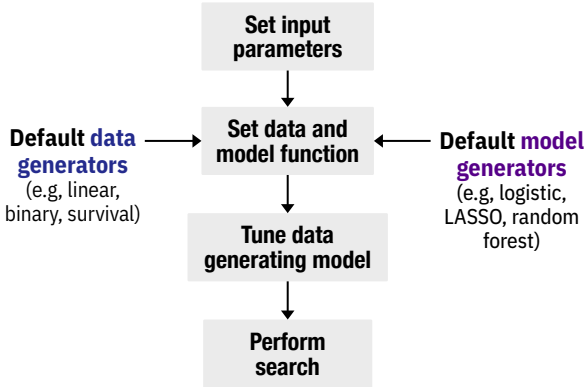 Set input
parameters
Default data
generators
(e.g, linear,
binary, survival)
Set data and
model function
Default model
generators
(e.g, logistic,
LASSO, random
forest)
Tune data
generating model
Perform
search